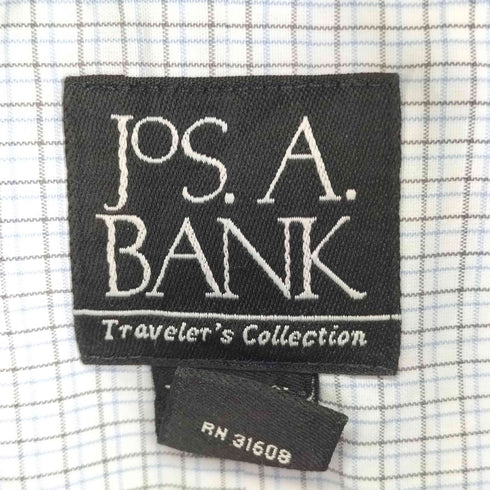 JOS. A.
BANK
Traveler's Collection
RN 31608